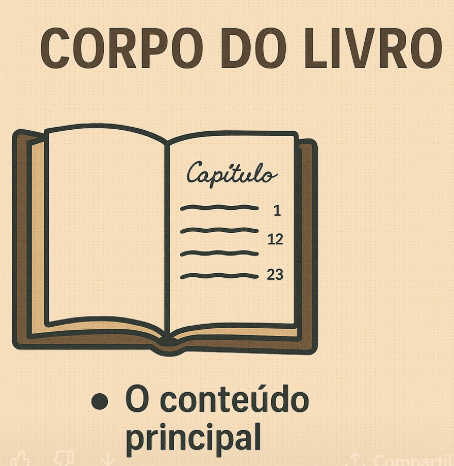 CORPO DO LIVRO
Capítulo
1
12
23
• O conteúdo
principal